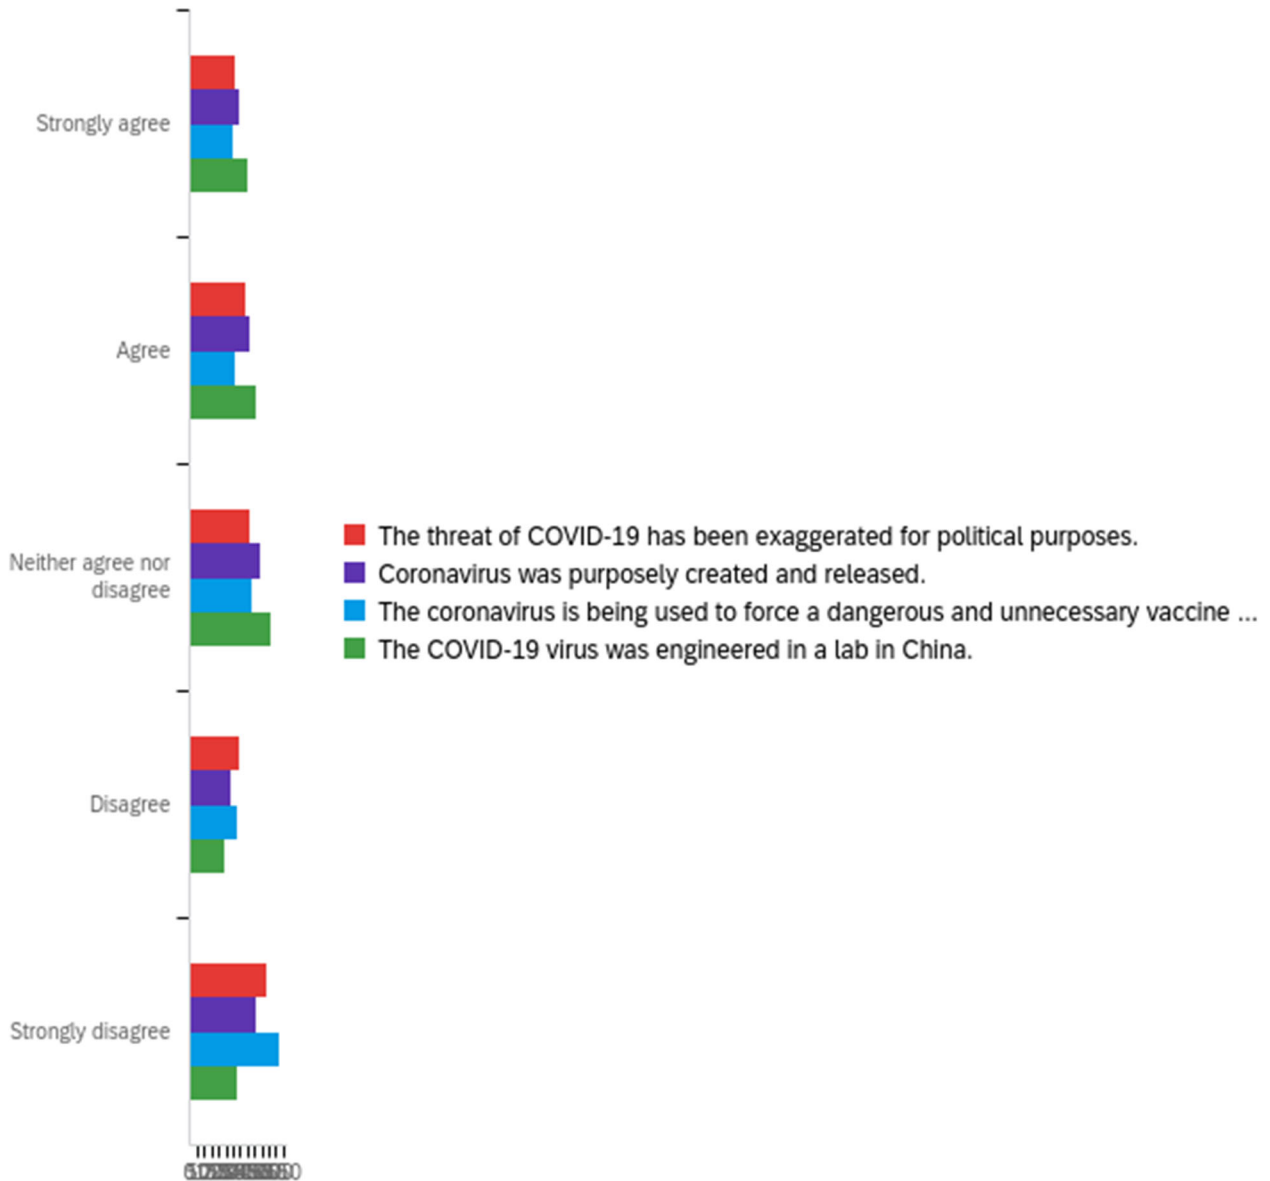 Strongly agree
Agree
Neither agree nor
disagree
The threat of COVID-19 has been exaggerated for political purposes.
Coronavirus was purposely created and released.
The coronavirus is being used to force a dangerous and unnecessary vaccine ...
The COVID-19 virus was engineered in a lab in China.
Disagree
Strongly disagree